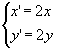 x' = 2x
y' = 2y